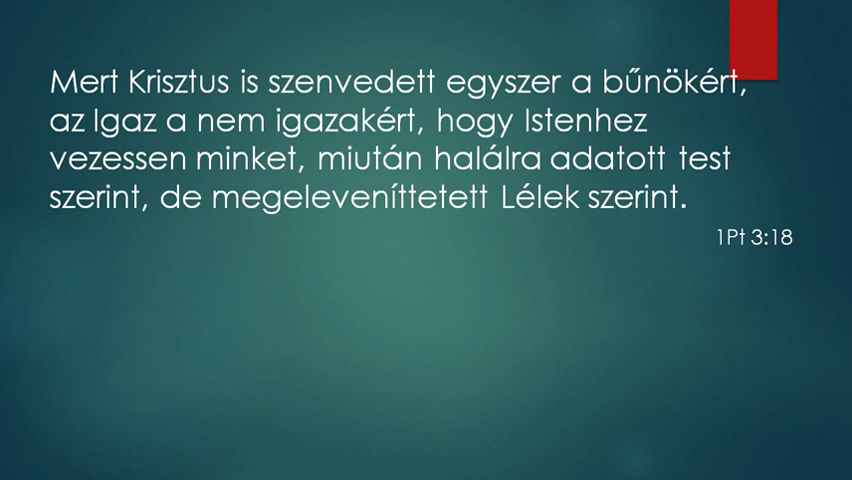 Mert Krisztus is szenvedett egyszer a bűnökért,
az Igaz a nem igazakért, hogy Istenhez
vezessen minket, miután halálra adatott test
szerint, de megeleveníttetett Lélek szerint.
1Pt 3:18